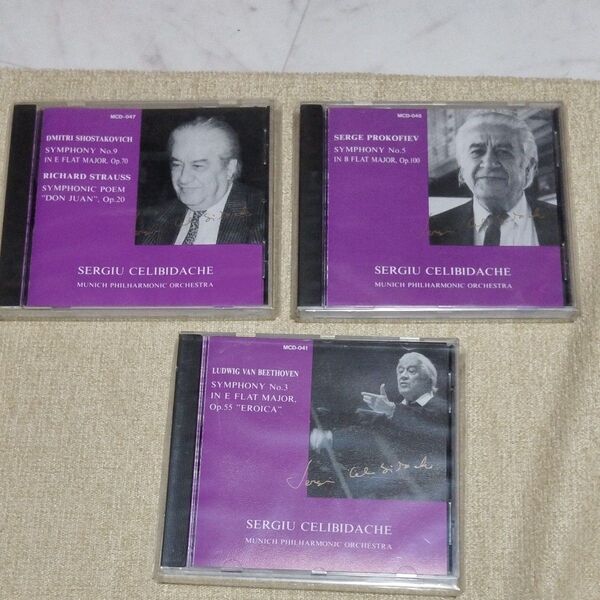 MCD-047
DMITRI SHOSTAKOVICH
SYMPHONY No.9
IN E FLAT MAJOR, Op.70
RICHARD STRAUSS
SYMPHONIC POEM
"DON JUAN", Op.20
SERGIU CELIBIDACHE
MUNICH PHILHARMONIC ORCHESTRA
SERGE PROKOFIEV
SYMPHONY No.5
IN B FLAT MAJOR, Op.100
SERGIU CELIBIDACHE
MUNICH PHILHARMONIC ORCHESTRA
MCD-041
LUDWIG VAN BEETHOVEN
SYMPHONY No.3
IN E FLAT MAJOR,
Op.55 "EROICA"
Sergiu Celibidache
SERGIU CELIBIDACHE
MUNICH PHILHARMONIC ORCHESTRA